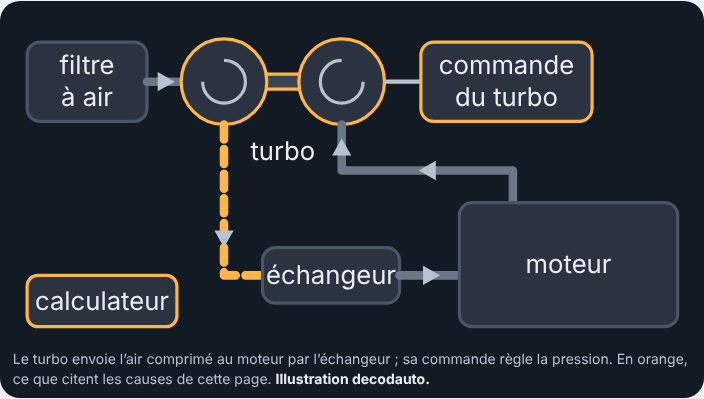 filtre
à air
commande
du turbo
turbo
moteur
échangeur
calculateur
Le turbo envoie l’air comprimé au moteur par l’échangeur ; sa commande règle la pression. En orange,
ce que citent les causes de cette page. Illustration decodauto.